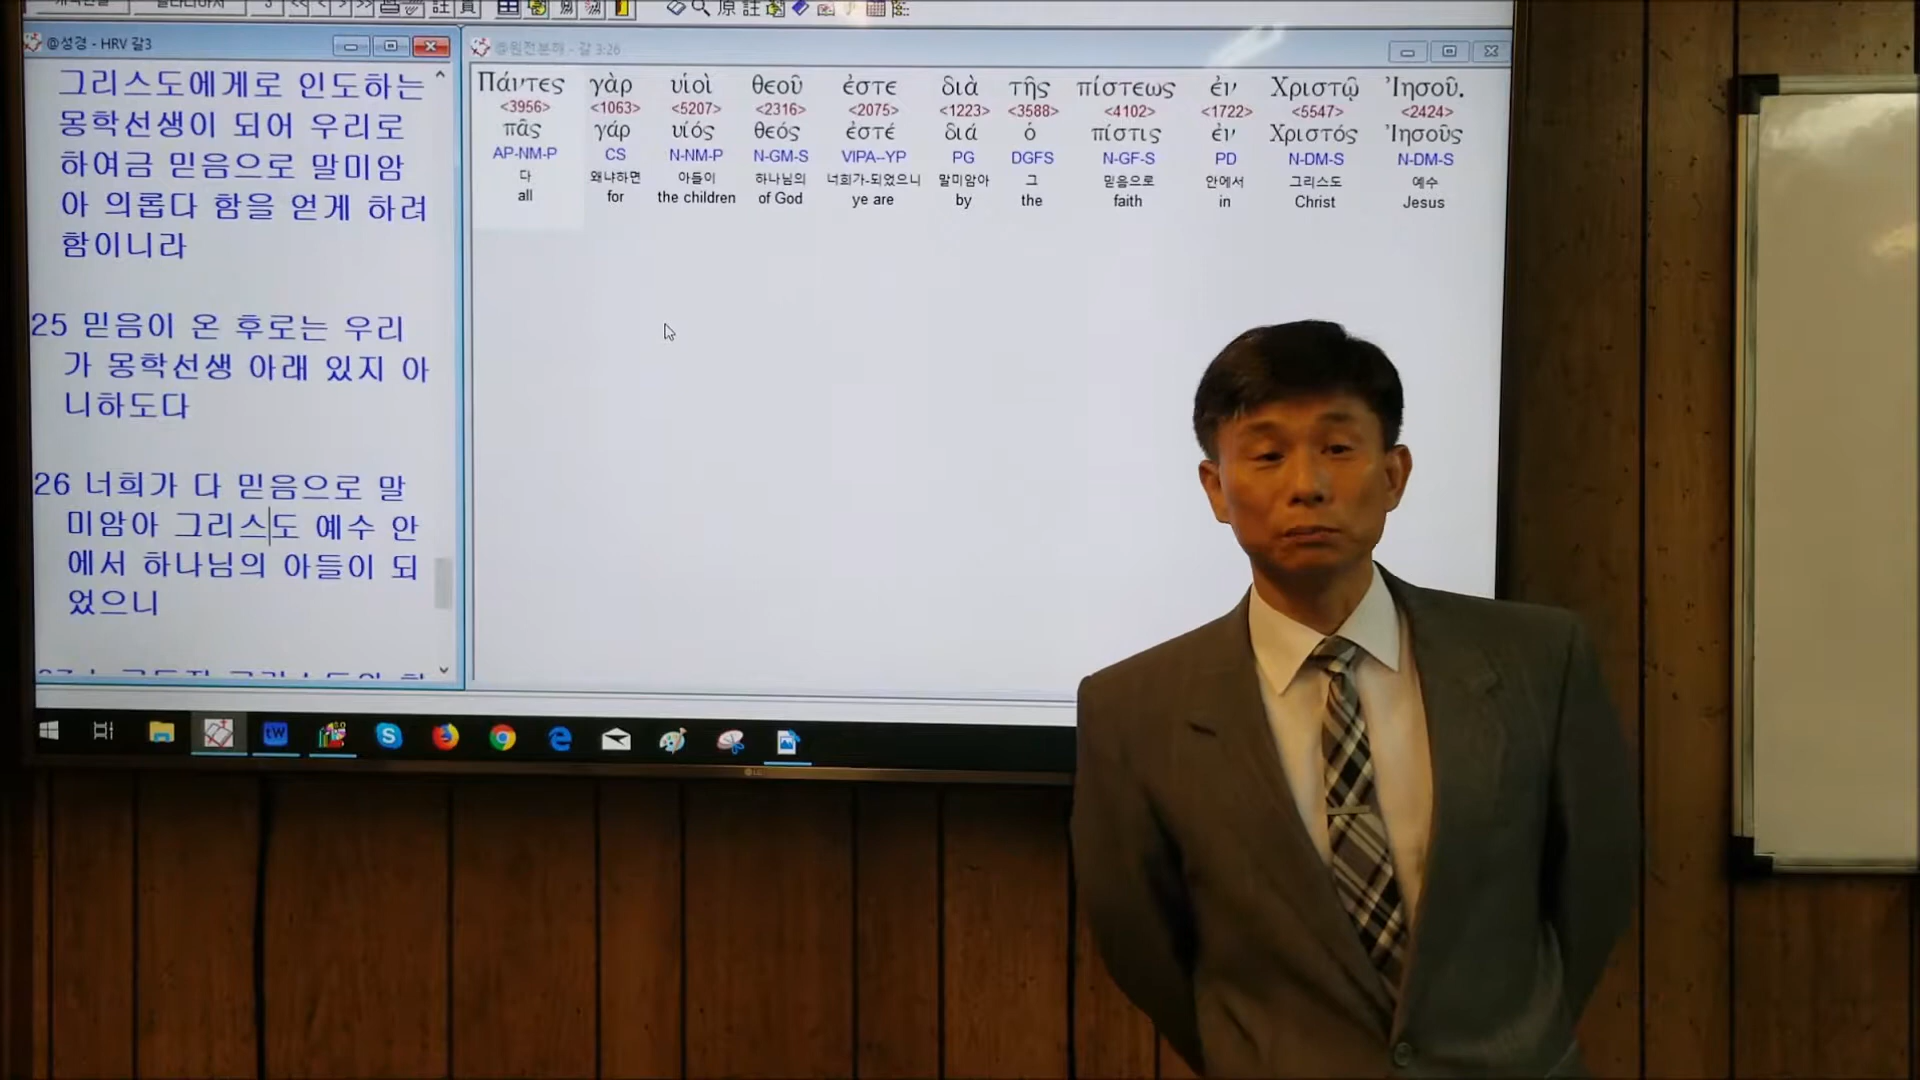 @성경 - HRV 갈3
그리스도에게로 인도하는
몽학선생이 되어 우리로
하여금 믿음으로 말미암
아 의롭다 함을 얻게 하려
함이니라
25 믿음이 온 후로는 우리
가 몽학선생 아래 있지 아
니하도다
26 너희가 다 믿음으로 말
미암아 그리스도 예수 안
에서 하나님의 아들이 되
었으니
@원전분해 - 갈 3:26
Πάντες γὰρ υἱοὶ θεοῦ ἐστε διὰ τῆς πίστεως ἐν Χριστῷ Ἰησοῦ.
<3956> <1063> <5207> <2316> <2075> <1223> <3588> <4102> <1722> <5547> <2424>
πᾶς γάρ υἱός θεός ἐστέ διά ὁ πίστις ἐν Χριστός Ἰησοῦς
AP-NM-P CS N-NM-P N-GM-S VIPA--YP PG DGFS N-GF-S PD N-DM-S N-DM-S
다 왜냐하면 아들이 하나님의 너희가-되었으니 말미암아 그 믿음으로 안에서 그리스도 예수
all for the children of God ye are by the faith in Christ Jesus